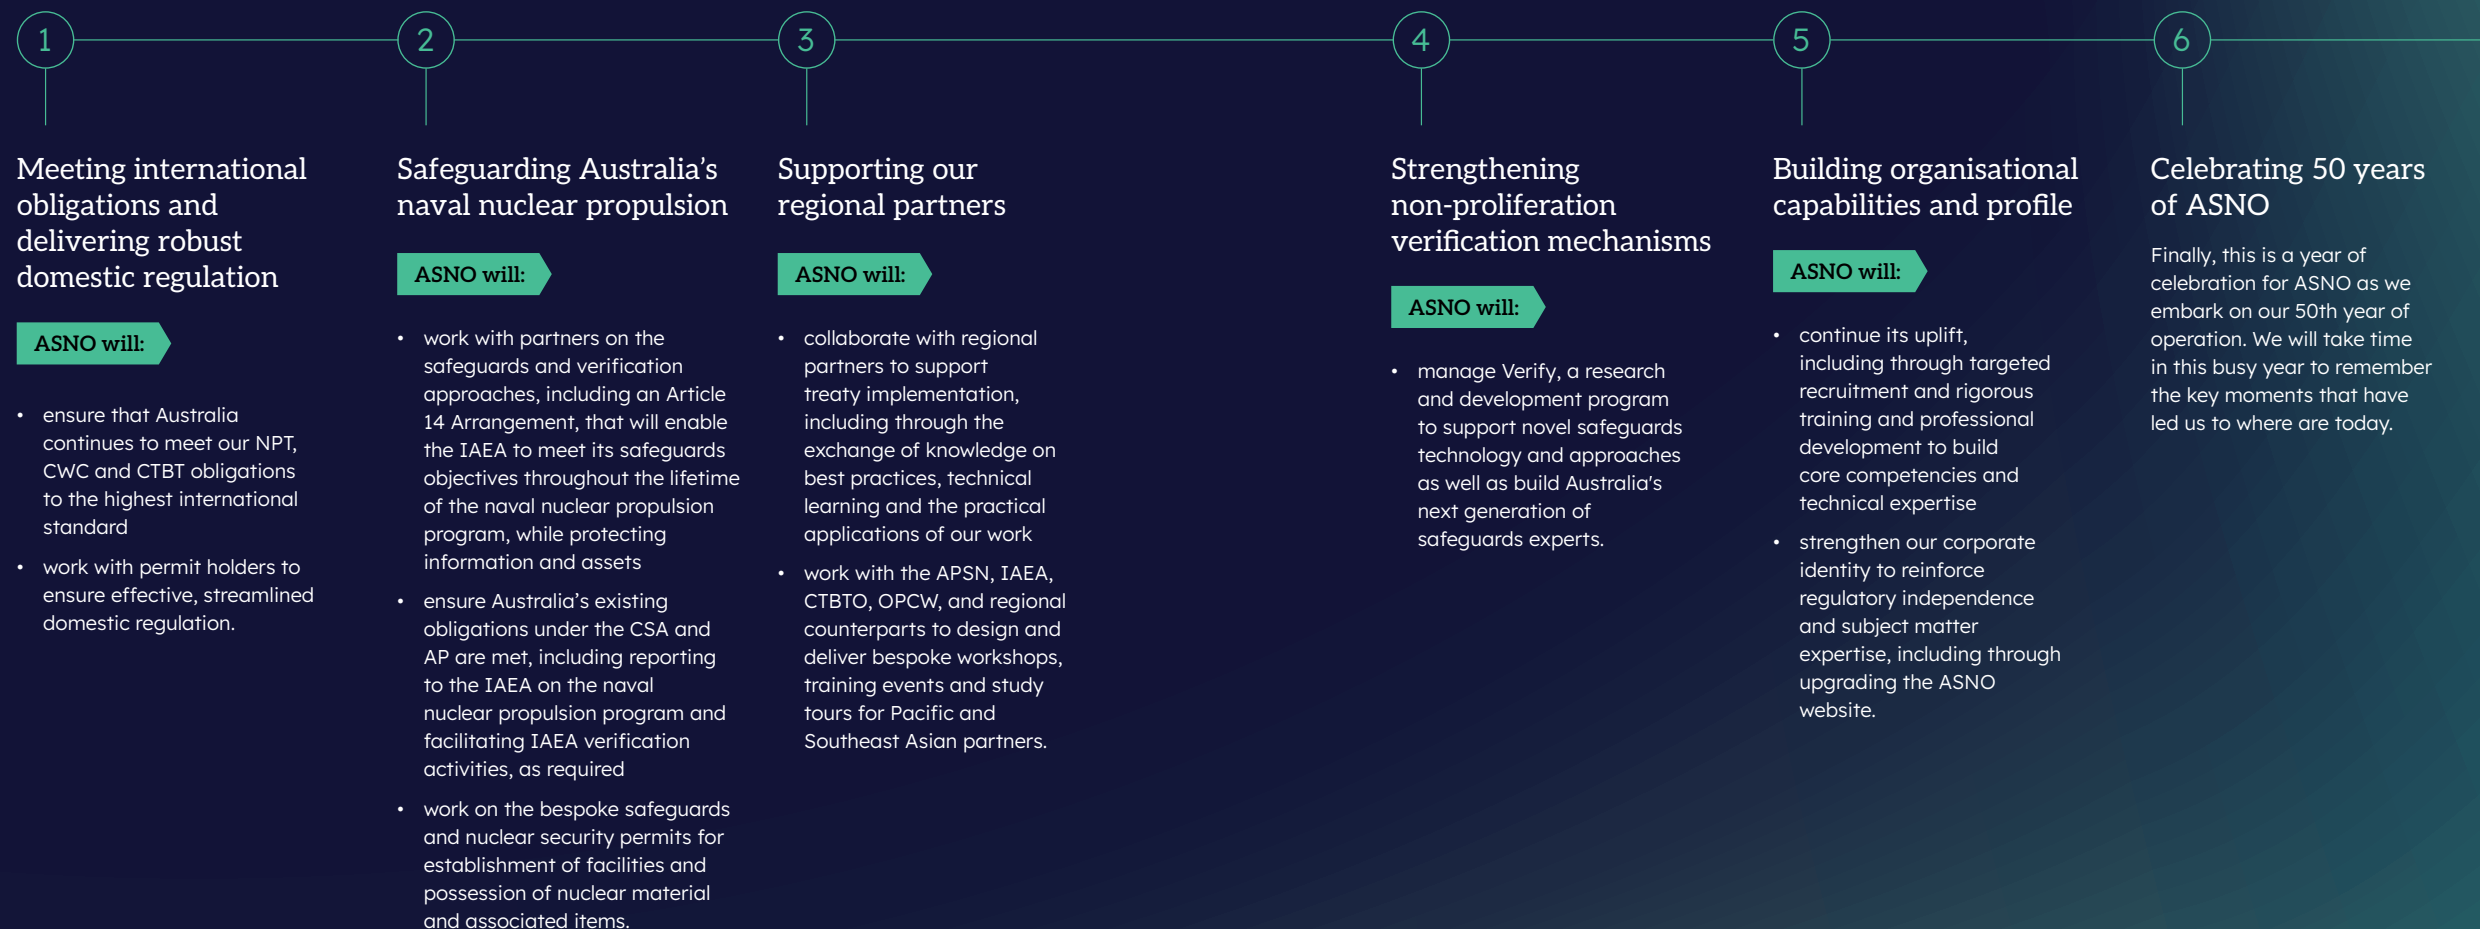 1
Meeting international
obligations and
delivering robust
domestic regulation
ASNO will:
• ensure that Australia
continues to meet our NPT,
CWC and CTBT obligations
to the highest international
standard
• work with permit holders to
ensure effective, streamlined
domestic regulation.
2
Safeguarding Australia’s
naval nuclear propulsion
ASNO will:
• work with partners on the
safeguards and verification
approaches, including an Article
14 Arrangement, that will enable
the IAEA to meet its safeguards
objectives throughout the lifetime
of the naval nuclear propulsion
program, while protecting
information and assets
• ensure Australia’s existing
obligations under the CSA and
AP are met, including reporting
to the IAEA on the naval
nuclear propulsion program and
facilitating IAEA verification
activities, as required
• work on the bespoke safeguards
and nuclear security permits for
establishment of facilities and
possession of nuclear material
and associated items.
3
Supporting our
regional partners
ASNO will:
• collaborate with regional
partners to support
treaty implementation,
including through the
exchange of knowledge on
best practices, technical
learning and the practical
applications of our work
• work with the APSN, IAEA,
CTBTO, OPCW, and regional
counterparts to design and
deliver bespoke workshops,
training events and study
tours for Pacific and
Southeast Asian partners.
4
Strengthening
non-proliferation
verification mechanisms
ASNO will:
• manage Verify, a research
and development program
to support novel safeguards
technology and approaches
as well as build Australia's
next generation of
safeguards experts.
5
Building organisational
capabilities and profile
ASNO will:
• continue its uplift,
including through targeted
recruitment and rigorous
training and professional
development to build
core competencies and
technical expertise
• strengthen our corporate
identity to reinforce
regulatory independence
and subject matter
expertise, including through
upgrading the ASNO
website.
6
Celebrating 50 years
of ASNO
Finally, this is a year of
celebration for ASNO as we
embark on our 50th year of
operation. We will take time
in this busy year to remember
the key moments that have
led us to where are today.